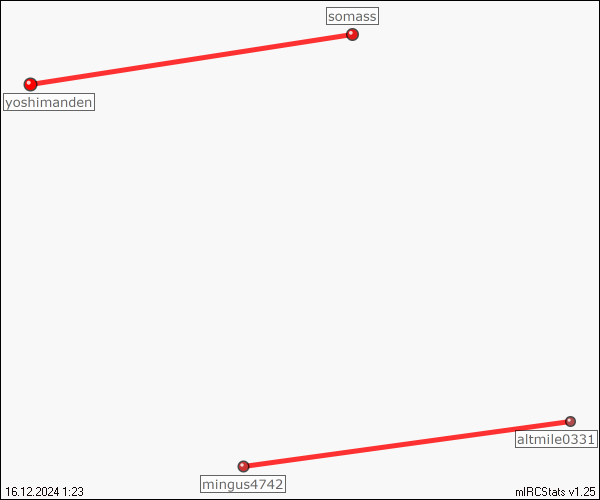 somass
yoshimanden
altmile0331
mingus4742
16.12.2024 1:23
mIRCStats v1.25